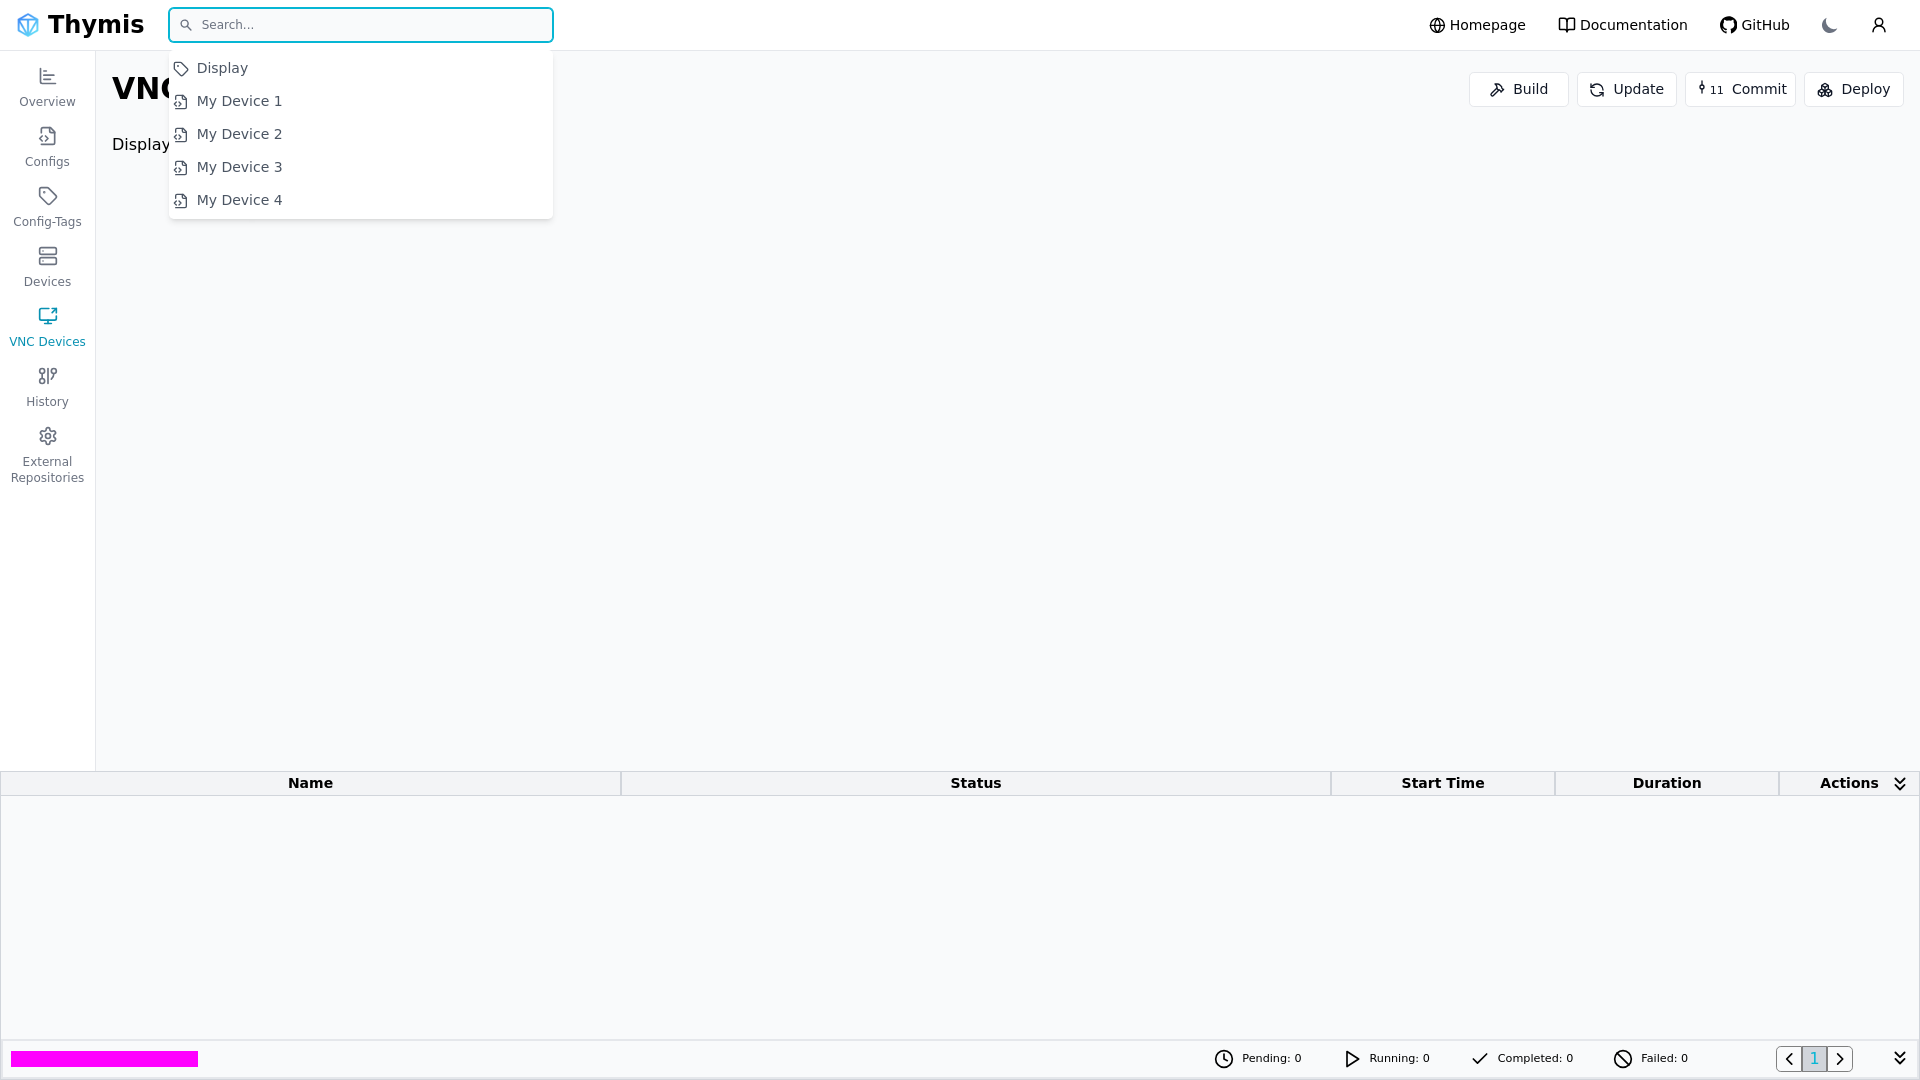 Thymis
Search...
Homepage
Documentation
GitHub
Display
My Device 1
My Device 2
My Device 3
My Device 4
Overview
Configs
Config-Tags
Devices
VNC Devices
History
External
Repositories
VNC
Display
Build
Update
11 Commit
Deploy
Name
Status
Start Time
Duration
Actions
Pending: 0
Running: 0
Completed: 0
Failed: 0
1